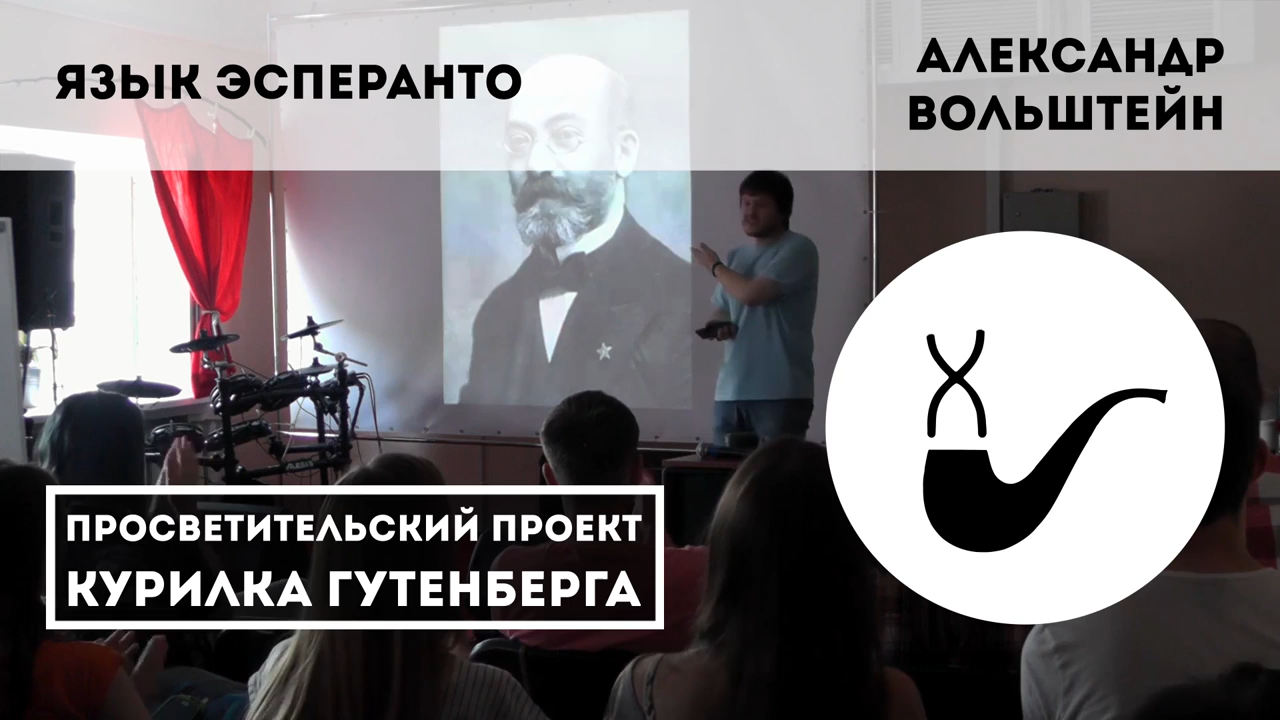 ЯЗЫК ЭСПЕРАНТО
АЛЕКСАНДР
ВОЛЬШТЕЙН
ПРОСВЕТИТЕЛЬСКИЙ ПРОЕКТ
КУРИЛКА ГУТЕНБЕРГА